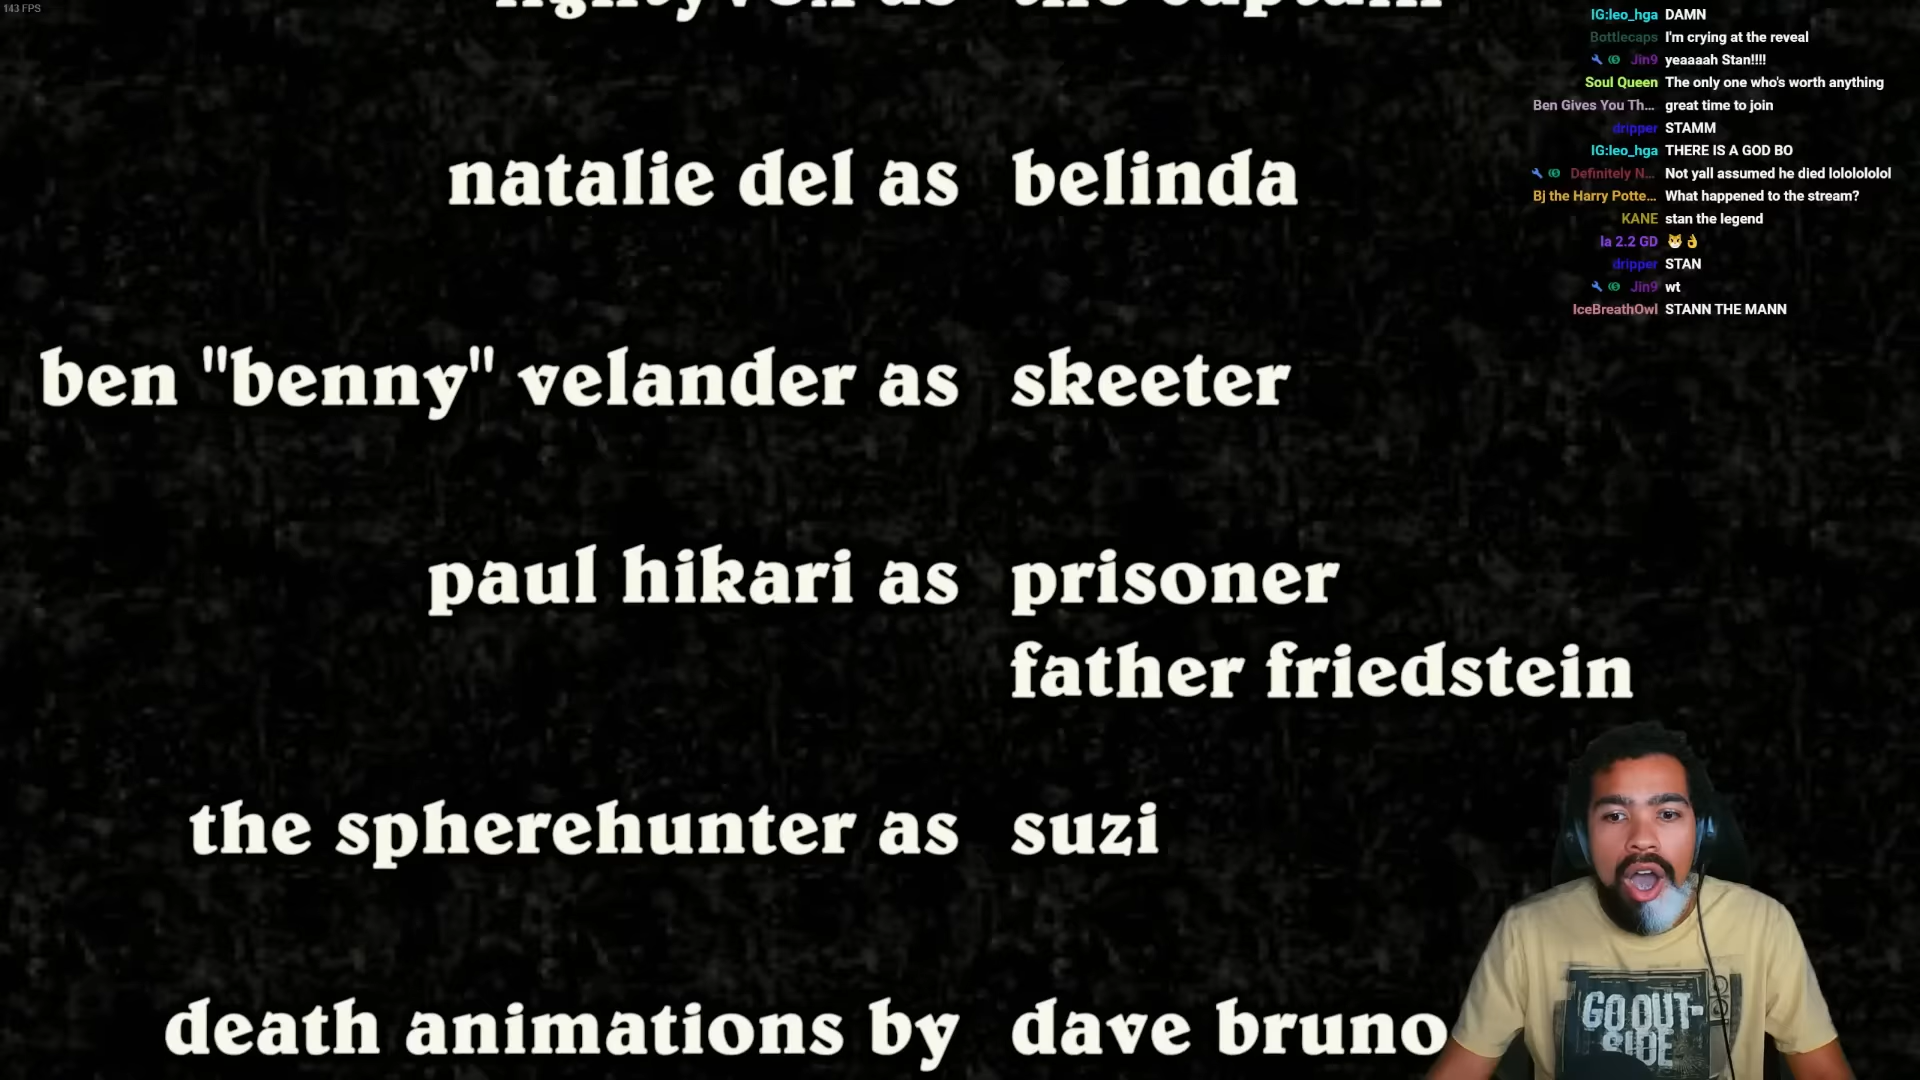 143 FPS
the captain
natalie del as belinda
ben "benny" velander as skeeter
paul hikari as prisoner
father friedstein
the spherehunter as suzi
death animations by dave bruno
IG:leo_hga DAMN
Bottlecaps I'm crying at the reveal
Jin9 yeaaaah Stan!!!!
Soul Queen The only one who's worth anything
Ben Gives You Th... great time to join
dripper STAMM
IG:leo_hga THERE IS A GOD BO
Definitely N... Not yall assumed he died lolololol
Bj the Harry Potte... What happened to the stream?
KANE stan the legend
la 2.2 GD 🐯👌
dripper STAN
Jin9 wt
IceBreathOwl STANN THE MANN
GO OUT-
SIDE